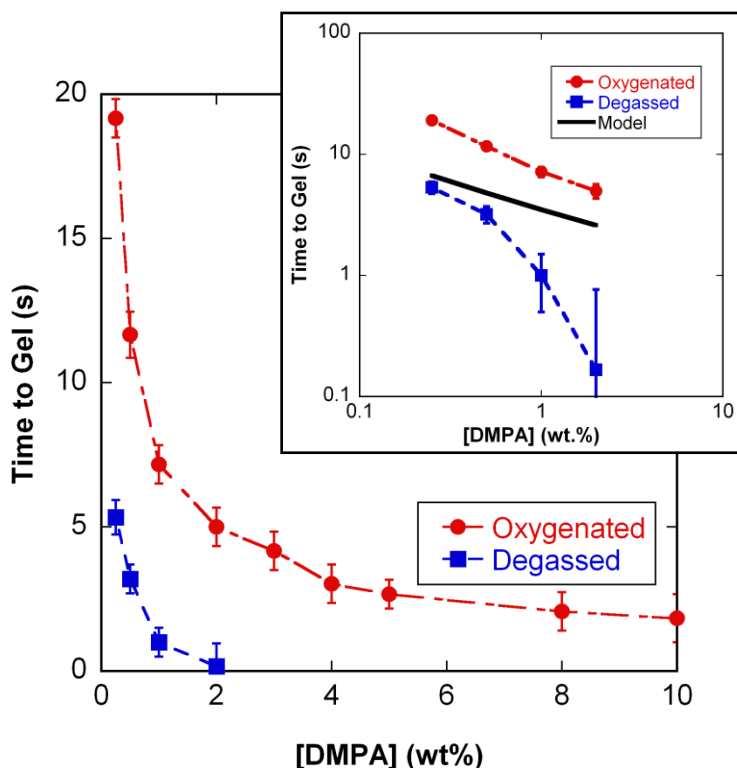 100
10
1
0.1
Time to Gel (s)
Oxygenated
Degassed
Model
0.1
1
10
[DMPA] (wt.%)
20
15
10
5
0
Time to Gel (s)
Oxygenated
Degassed
0
2
4
6
8
10
[DMPA] (wt%)